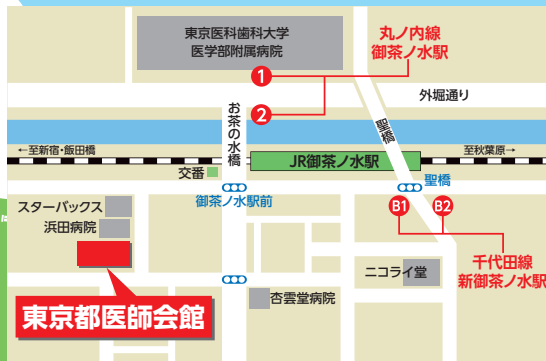 東京医科歯科大学
医学部附属病院
丸ノ内線
御茶ノ水駅
1
外堀通り
2
お茶の水橋
聖橋
←至新宿・飯田橋
JR御茶ノ水駅
至秋葉原→
交番
御茶ノ水駅前
聖橋
スターバックス
B1
B2
浜田病院
千代田線
新御茶ノ水駅
ニコライ堂
杏雲堂病院
東京都医師会館